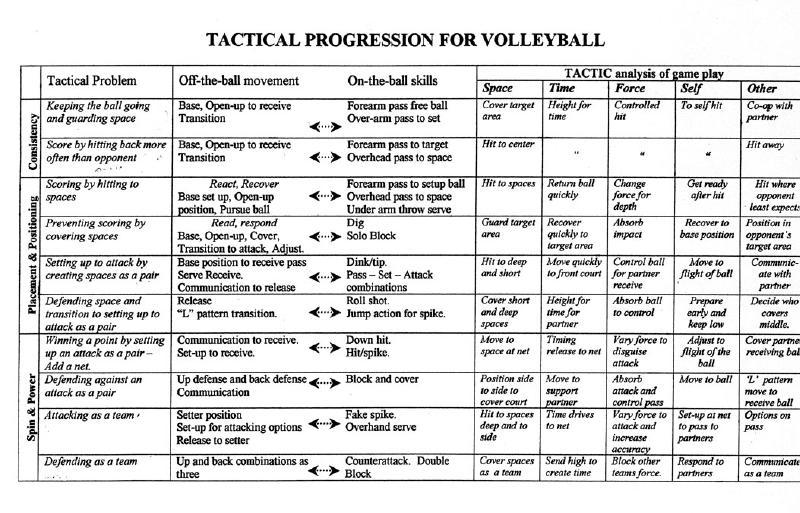 TACTICAL PROGRESSION FOR VOLLEYBALL
TACTIC analysis of game play
Tactical Problem Off-the-ball movement On-the-ball skills
Space Time Force Self Other
Consistency
Keeping the ball going
and guarding space
Base, Open-up to receive
Transition
Forearm pass free ball
Over-arm pass to set
Cover target
area
Height for
time
Controlled
hit
To self hit
Co-op with
partner
Score by hitting back more
often than opponent
Base, Open-up to receive
Transition
Forearm pass to target
Overhead pass to space
Hit to center
"
"
"
Hit away
Placement & Positioning
Scoring by hitting to
spaces
React, Recover
Base set up, Open-up
position, Pursue ball
Forearm pass to setup ball
Overhead pass to space
Under arm throw serve
Hit to spaces
Return ball
quickly
Change
force for
depth
Get ready
after hit
Hit where
opponent
least expects
Preventing scoring by
covering spaces
Read, respond
Base, Open-up, Cover,
Transition to attack, Adjust.
Dig
Solo Block
Guard target
area
Recover
quickly to
target area
Absorb
impact
Recover to
base position
Position in
opponent's
target area
Setting up to attack by
creating spaces as a pair
Base position to receive pass
Serve Receive.
Communication to release
Dink/tip.
Pass – Set – Attack
combinations
Hit to deep
and short
Move quickly
to front court
Control ball
for partner
receive
Move to
flight of ball
Communic-
ate with
partner
Defending space and
transition to setting up to
attack as a pair
Release
"L" pattern transition.
Roll shot.
Jump action for spike.
Cover short
and deep
spaces
Height for
time for
partner
Absorb ball
to control
Prepare
early and
keep low
Decide who
covers
middle.
Spin & Power
Winning a point by setting
up an attack as a pair –
Add a net.
Communication to receive.
Set-up to receive.
Down hit.
Hit/spike.
Move to
space at net
Timing
release to net
Vary force to
disguise
attack
Adjust to
flight of the
ball
Cover partne
receiving bal
Defending against an
attack as a pair
Up defense and back defense
Communication
Block and cover
Position side
to side to
cover court
Move to
support
partner
Absorb
attack and
control pass
Move to ball
'L' pattern
move to
receive ball
Attacking as a team
Setter position
Set-up for attacking options
Release to setter
Fake spike.
Overhand serve
Hit to spaces
deep and to
side
Time drives
to net
Vary force to
attack and
increase
accuracy
Set-up at net
to pass to
partners
Options on
pass
Defending as a team
Up and back combinations as
three
Counterattack. Double
Block
Cover spaces
as a team
Send high to
create time
Block other
teams force.
Respond to
partners
Communicate
as a team